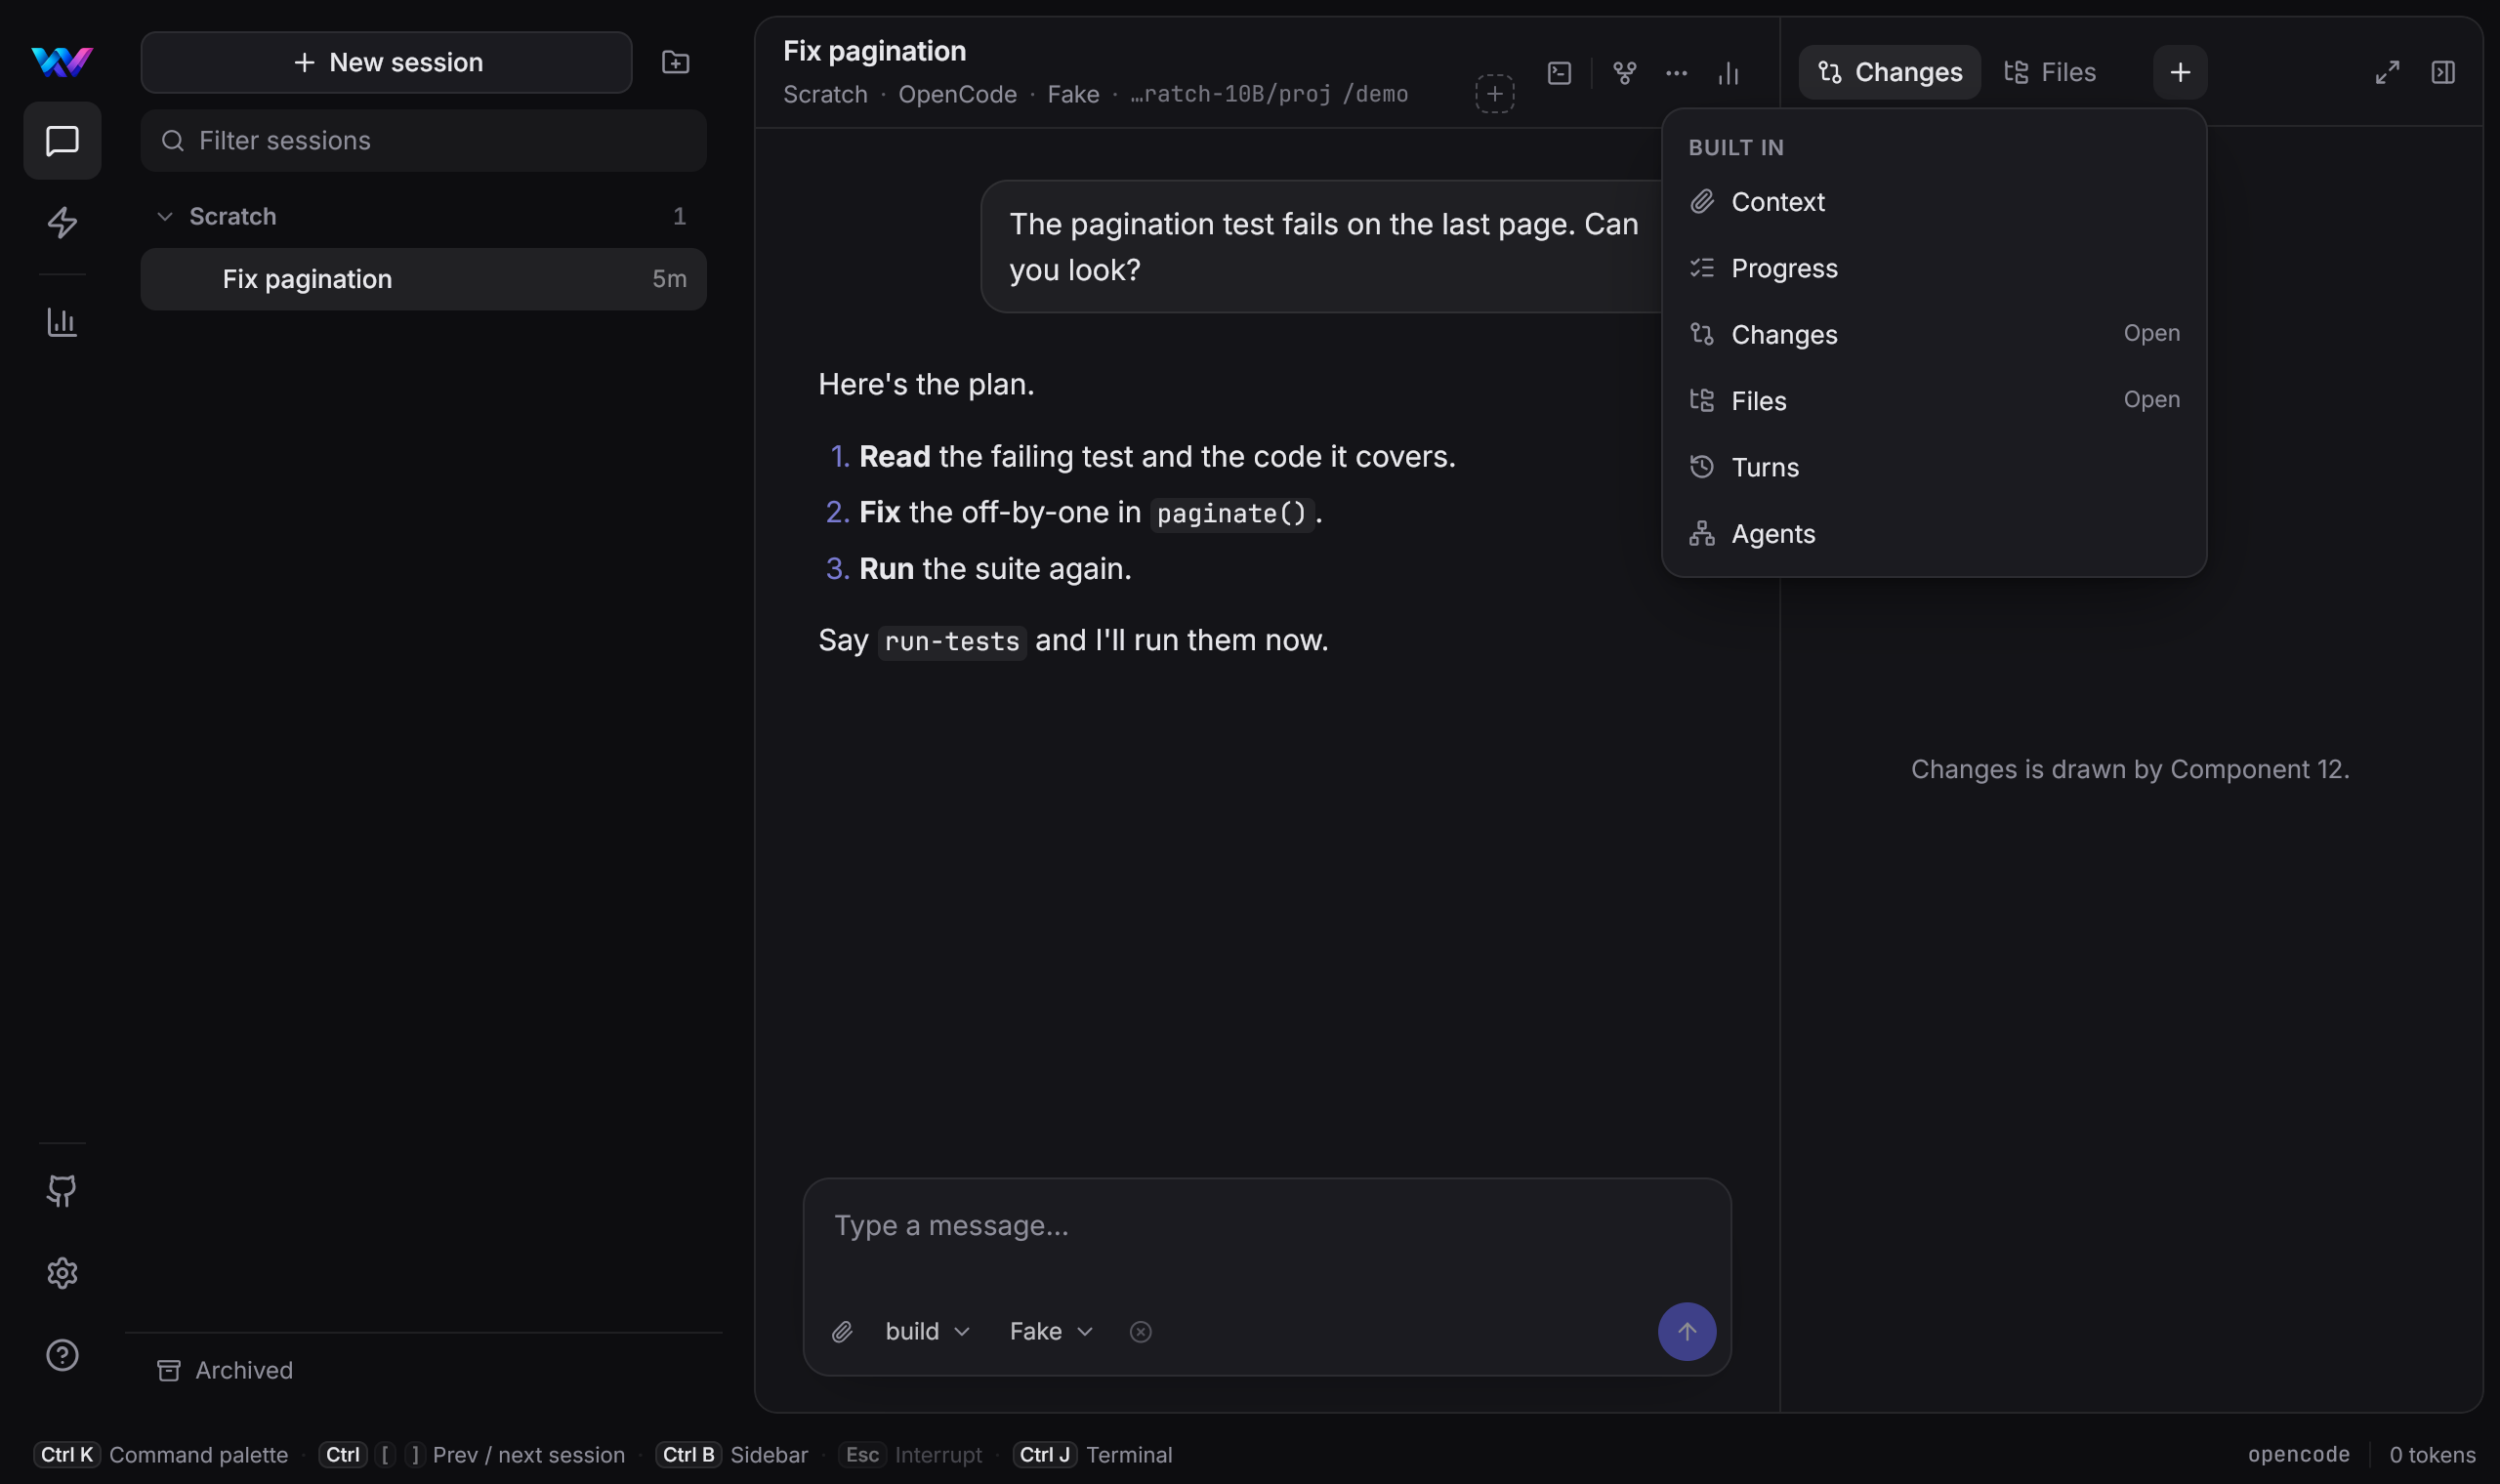 New session
Filter sessions
Scratch 1
Fix pagination 5m
Archived
Fix pagination
Scratch · OpenCode · Fake · …ratch-10B/proj /demo
The pagination test fails on the last page. Can
you look?
Here's the plan.
1. Read the failing test and the code it covers.
2. Fix the off-by-one in paginate().
3. Run the suite again.
Say run-tests and I'll run them now.
Type a message...
build
Fake
Changes
Files
BUILT IN
Context
Progress
Changes Open
Files Open
Turns
Agents
Changes is drawn by Component 12.
Ctrl K Command palette · Ctrl [ ] Prev / next session · Ctrl B Sidebar · Esc Interrupt · Ctrl J Terminal
opencode
0 tokens